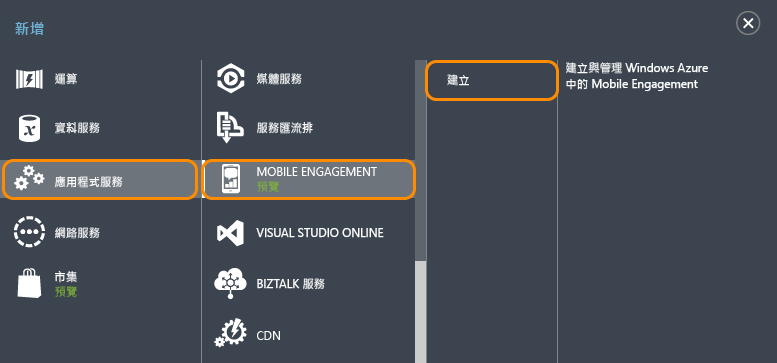 新增
運算
資料服務
應用程式服務
網路服務
市集
預覽
媒體服務
服務匯流排
MOBILE ENGAGEMENT
預覽
VISUAL STUDIO ONLINE
BIZTALK 服務
CDN
建立
建立與管理 Windows Azure
中的 Mobile Engagement